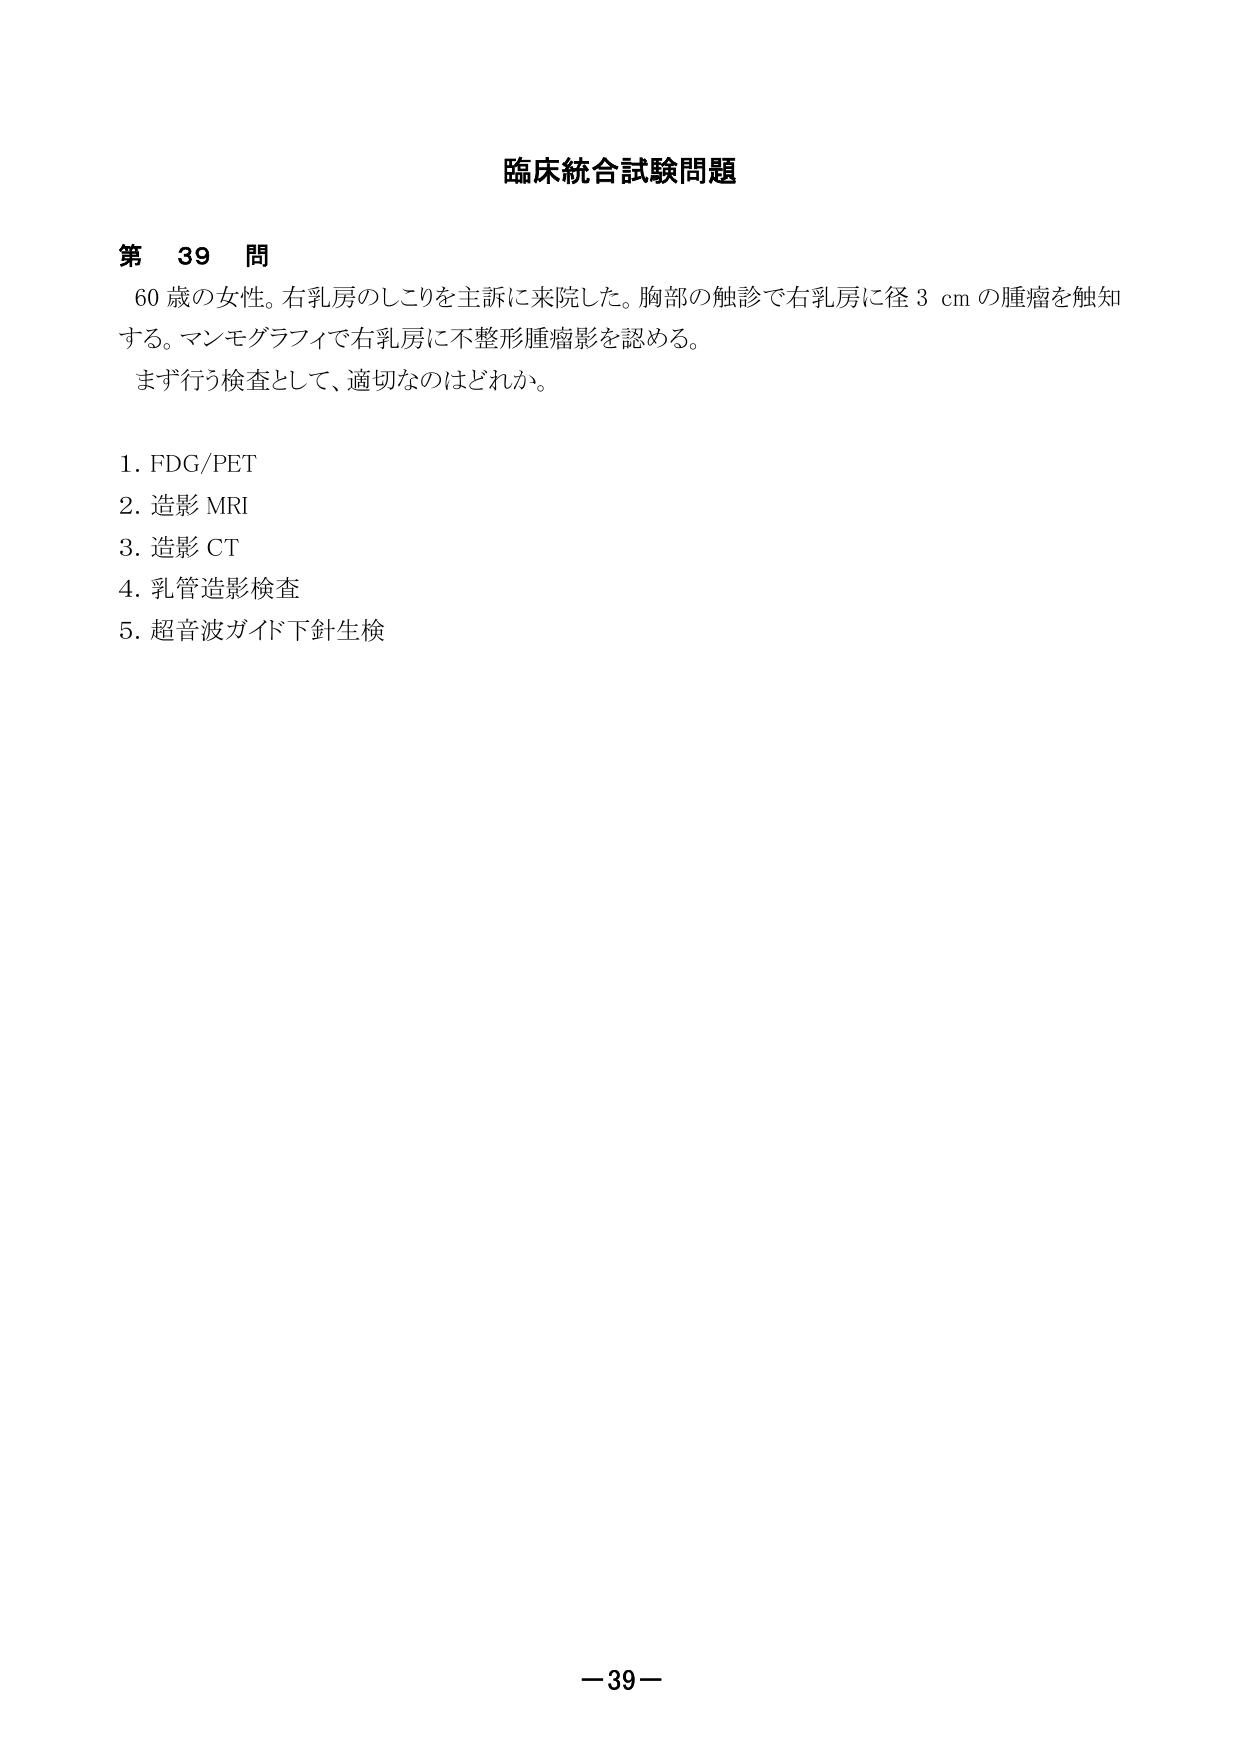 臨床統合試験問題
第 39 問
60 歳の女性。右乳房のしこりを主訴に来院した。胸部の触診で右乳房に径 3 cm の腫瘤を触知
する。マンモグラフィで右乳房に不整形腫瘤影を認める。
まず行う検査として、適切なのはどれか。
1. FDG/PET
2. 造影 MRI
3. 造影 CT
4. 乳管造影検査
5. 超音波ガイド下針生検
－39－